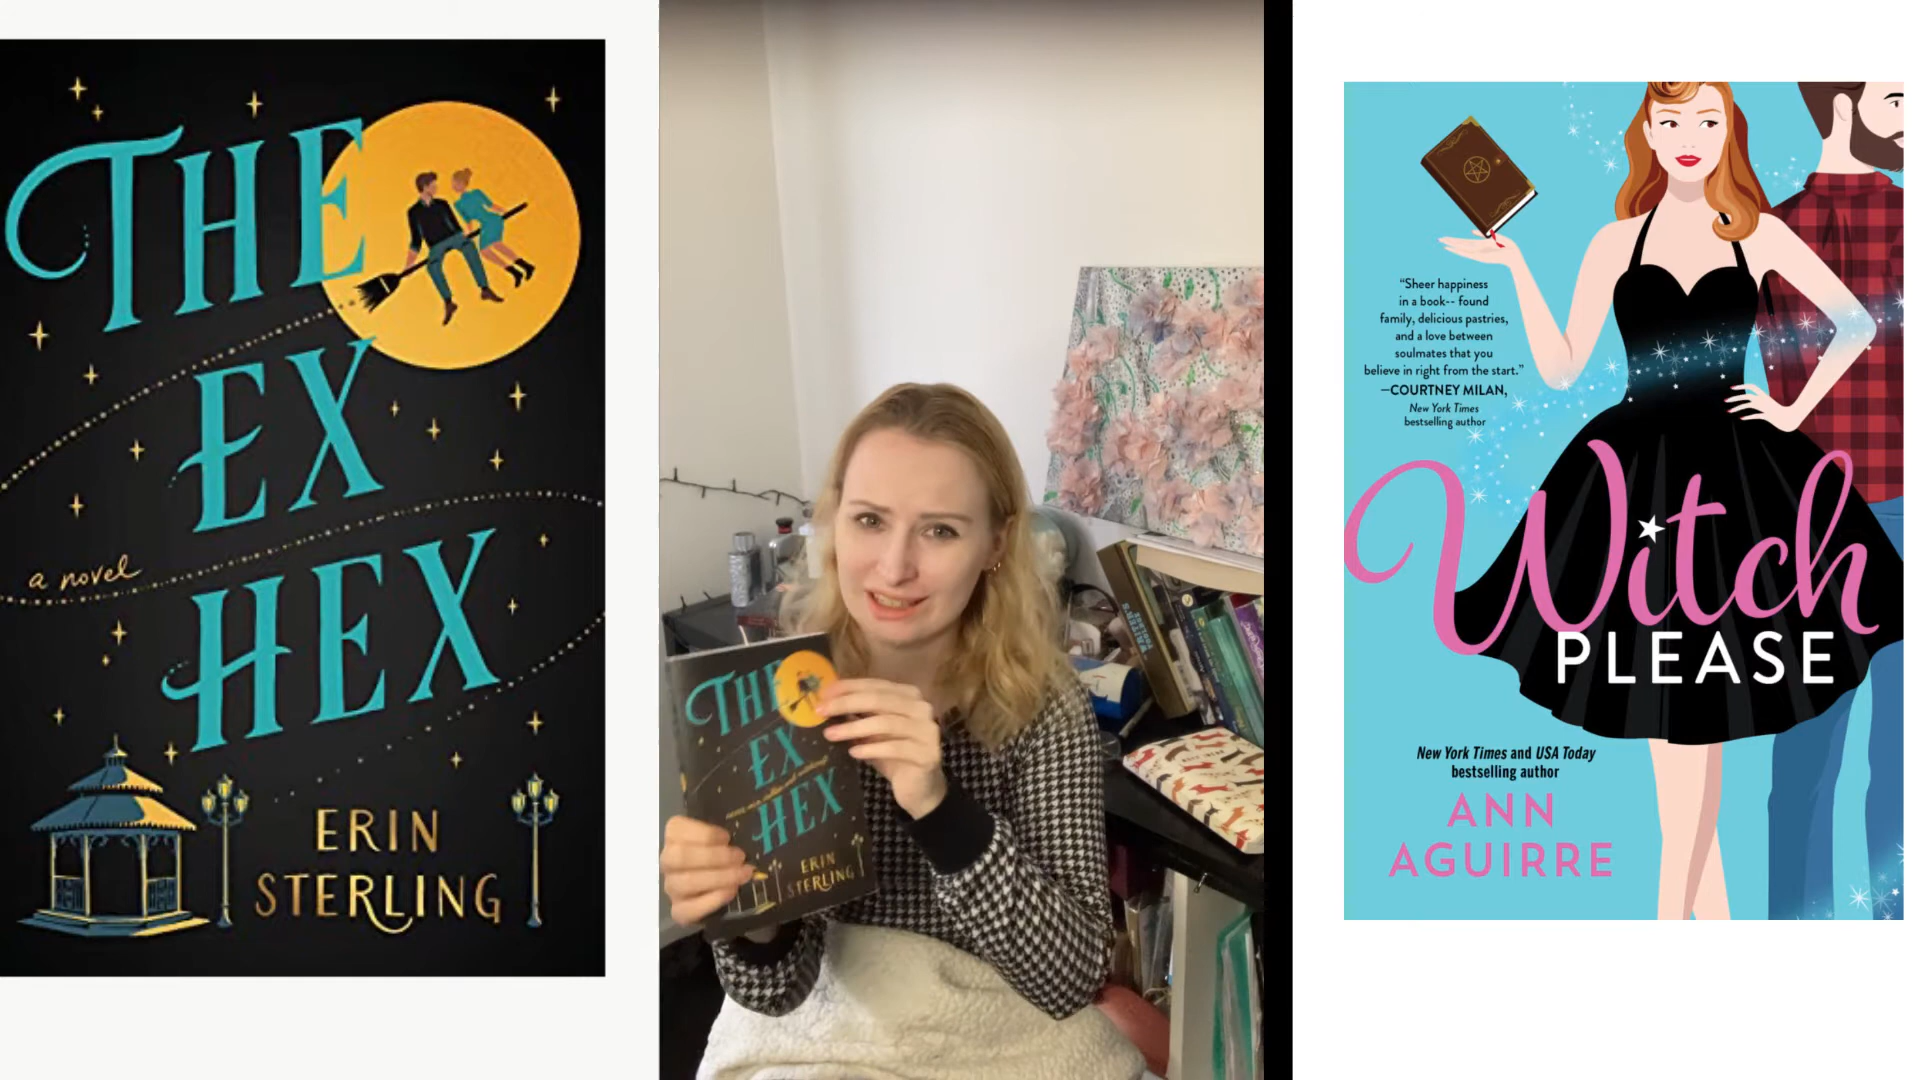 THE
EX
HEX
a novel
ERIN
STERLING
THE
EX
HEX
ERIN
STERLING
“Sheer happiness
in a book-- found
family, delicious pastries,
and a love between
soulmates that you
believe in right from the start.”
—COURTNEY MILAN,
New York Times
bestselling author
Witch
PLEASE
New York Times and USA Today
bestselling author
ANN
AGUIRRE